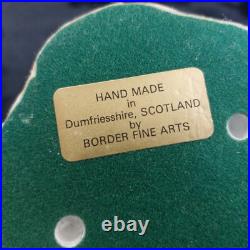 HAND MADE
in
Dumfriesshire, SCOTLAND
by
BORDER FINE ARTS